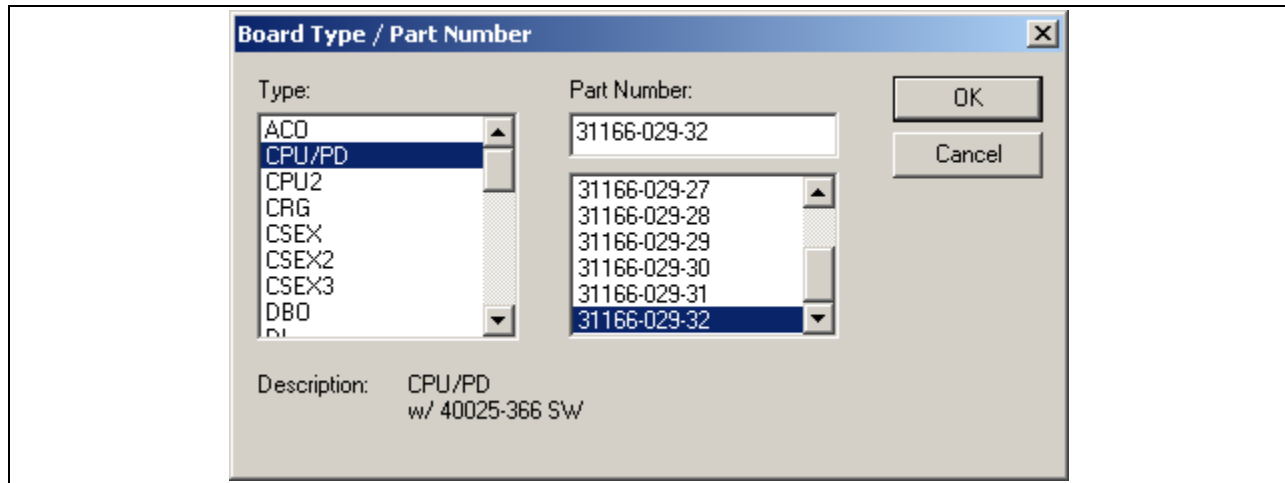 Board Type / Part Number
Type:
ACO
CPU/PD
CPU2
CRG
CSEX
CSEX2
CSEX3
DBO
Part Number:
31166-029-32
31166-029-27
31166-029-28
31166-029-29
31166-029-30
31166-029-31
31166-029-32
OK
Cancel
Description: CPU/PD
w/ 40025-366 SW